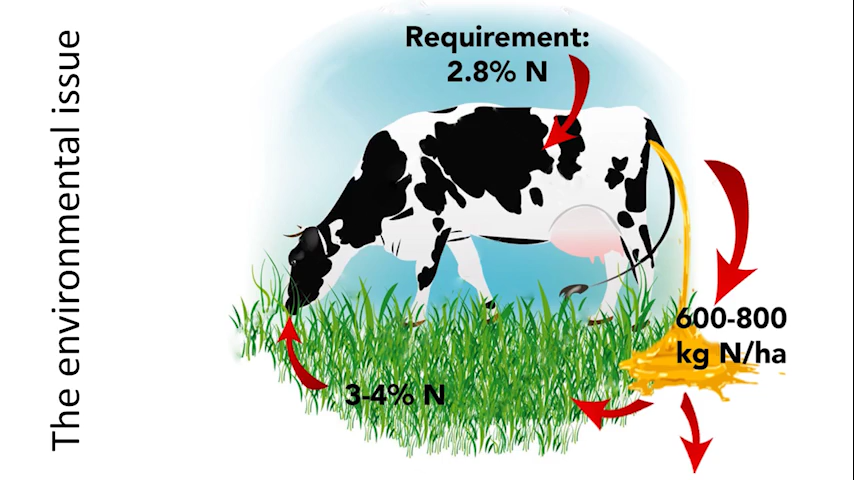 The environmental issue
Requirement:
2.8% N
600-800
kg N/ha
3-4% N